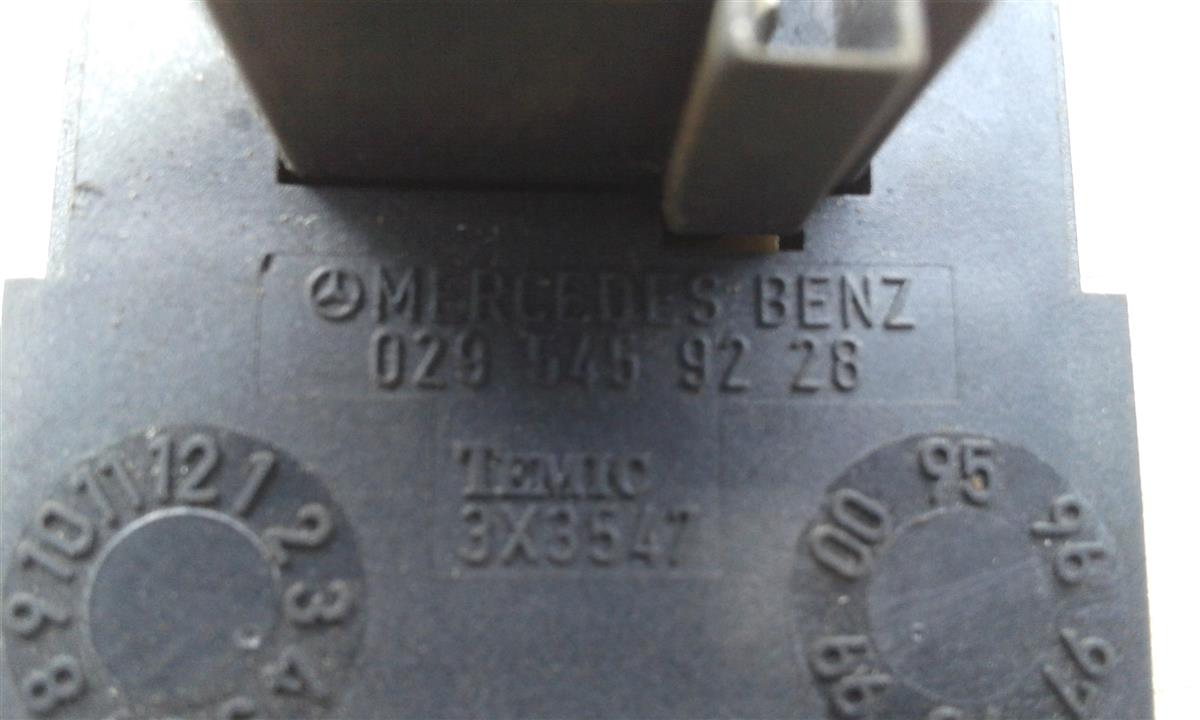 MERCEDES BENZ
029 545 92 28
TEMIC
3X3547
12 1 2 3 4 8 9 10 11
95 96 97 99 00